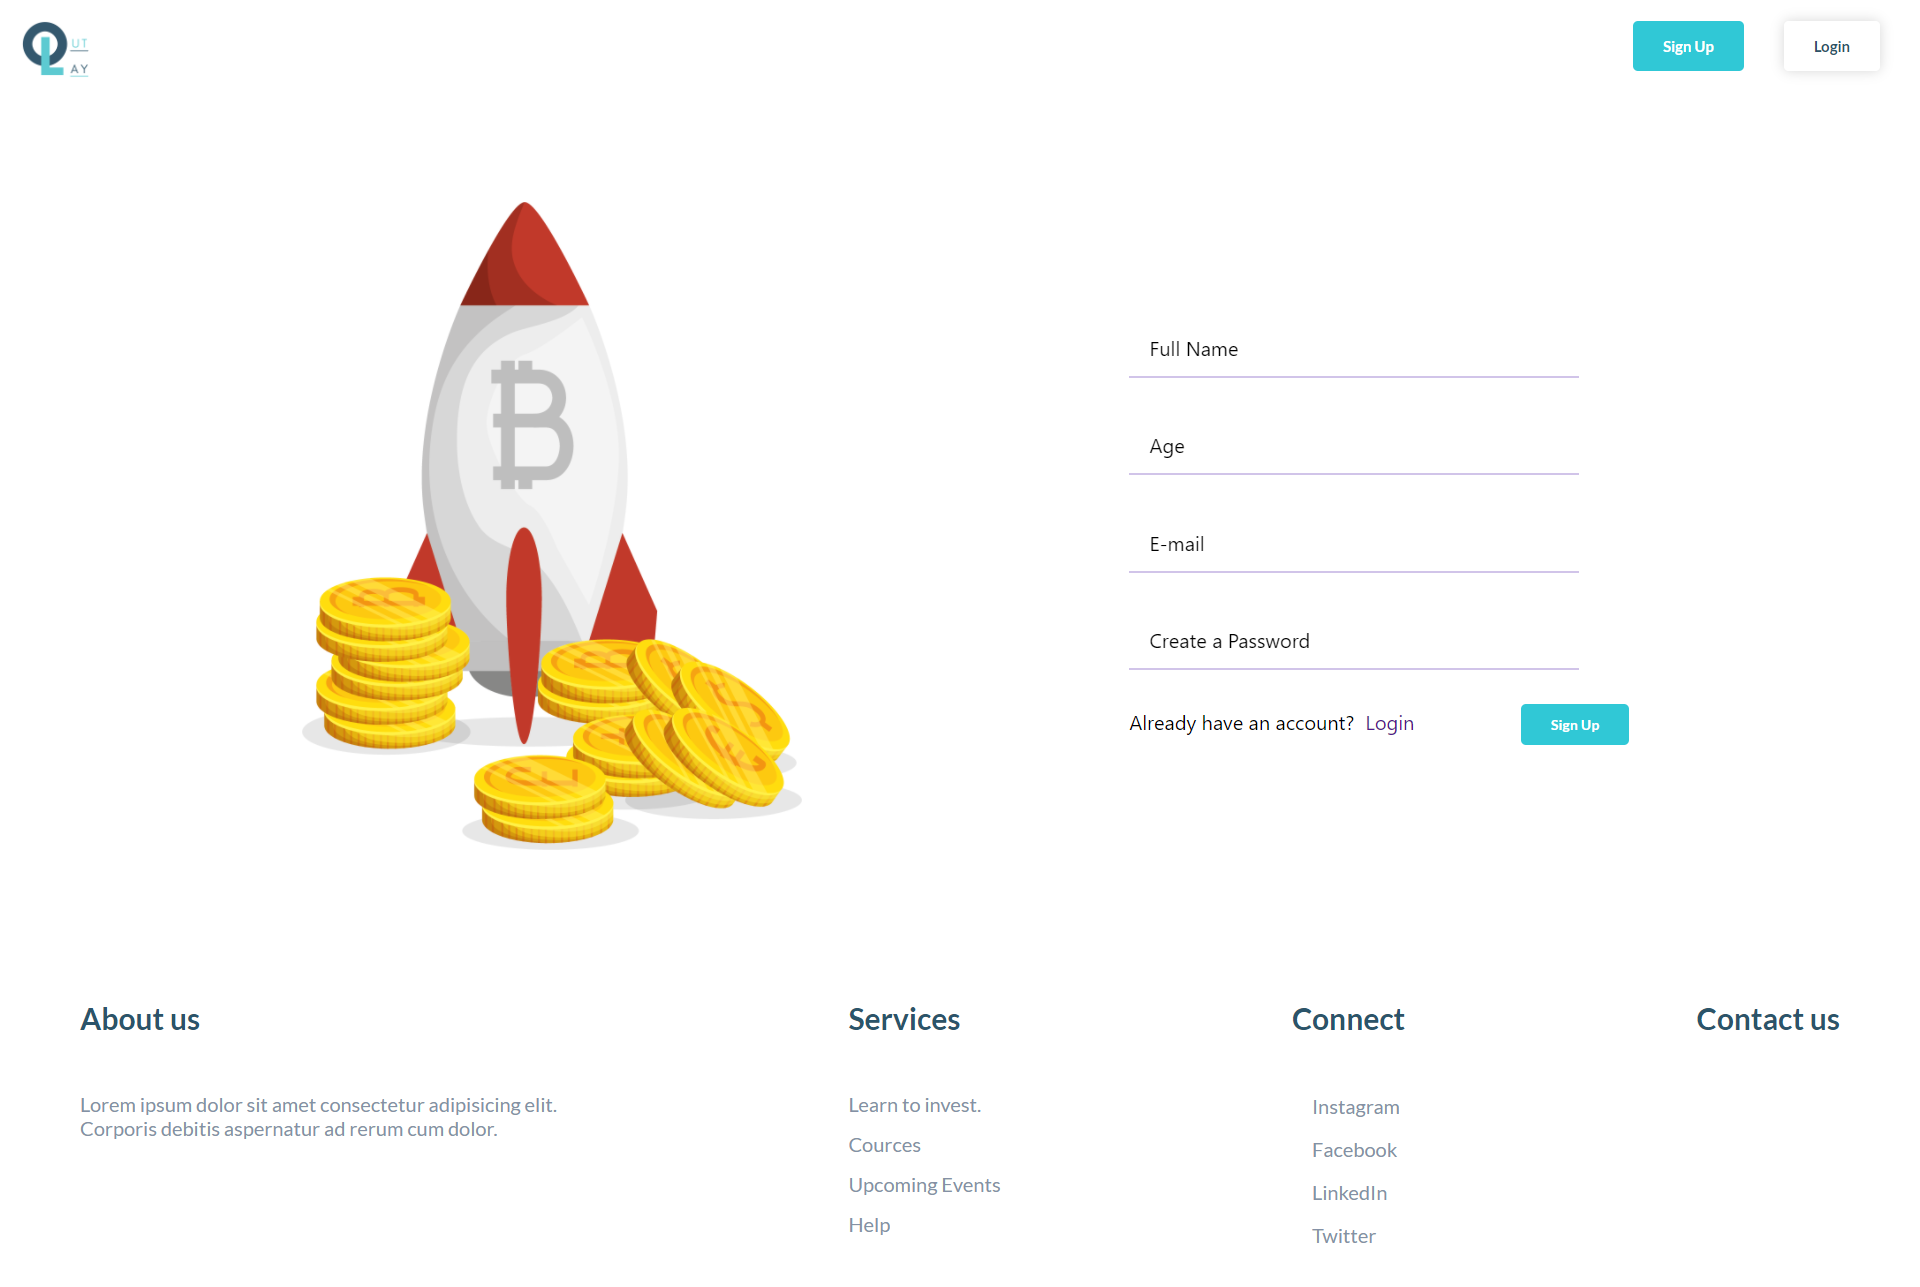 OUT
LAY
Sign Up
Login
Full Name
Age
E-mail
Create a Password
Already have an account? Login
Sign Up
About us
Lorem ipsum dolor sit amet consectetur adipisicing elit.
Corporis debitis aspernatur ad rerum cum dolor.
Services
Learn to invest.
Cources
Upcoming Events
Help
Connect
Instagram
Facebook
LinkedIn
Twitter
Contact us